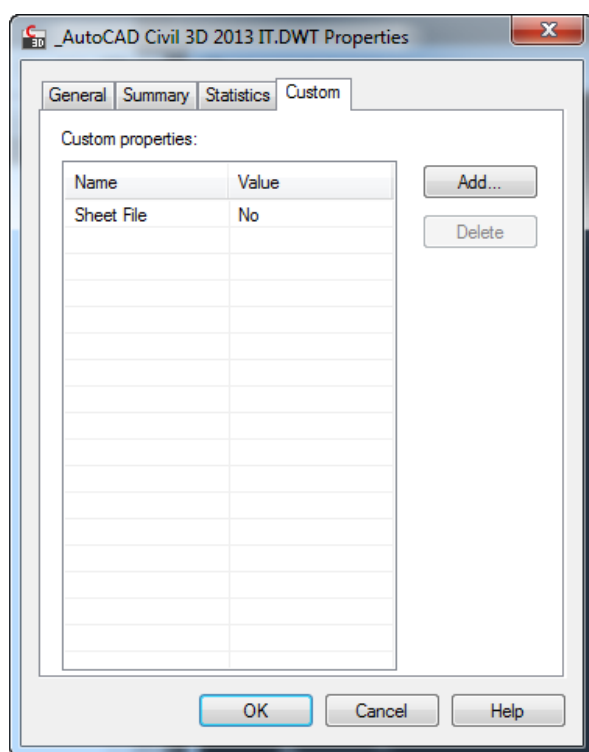 _AutoCAD Civil 3D 2013 IT.DWT Properties
General Summary Statistics Custom
Custom properties:
Name Value
Sheet File No
Add...
Delete
OK Cancel Help